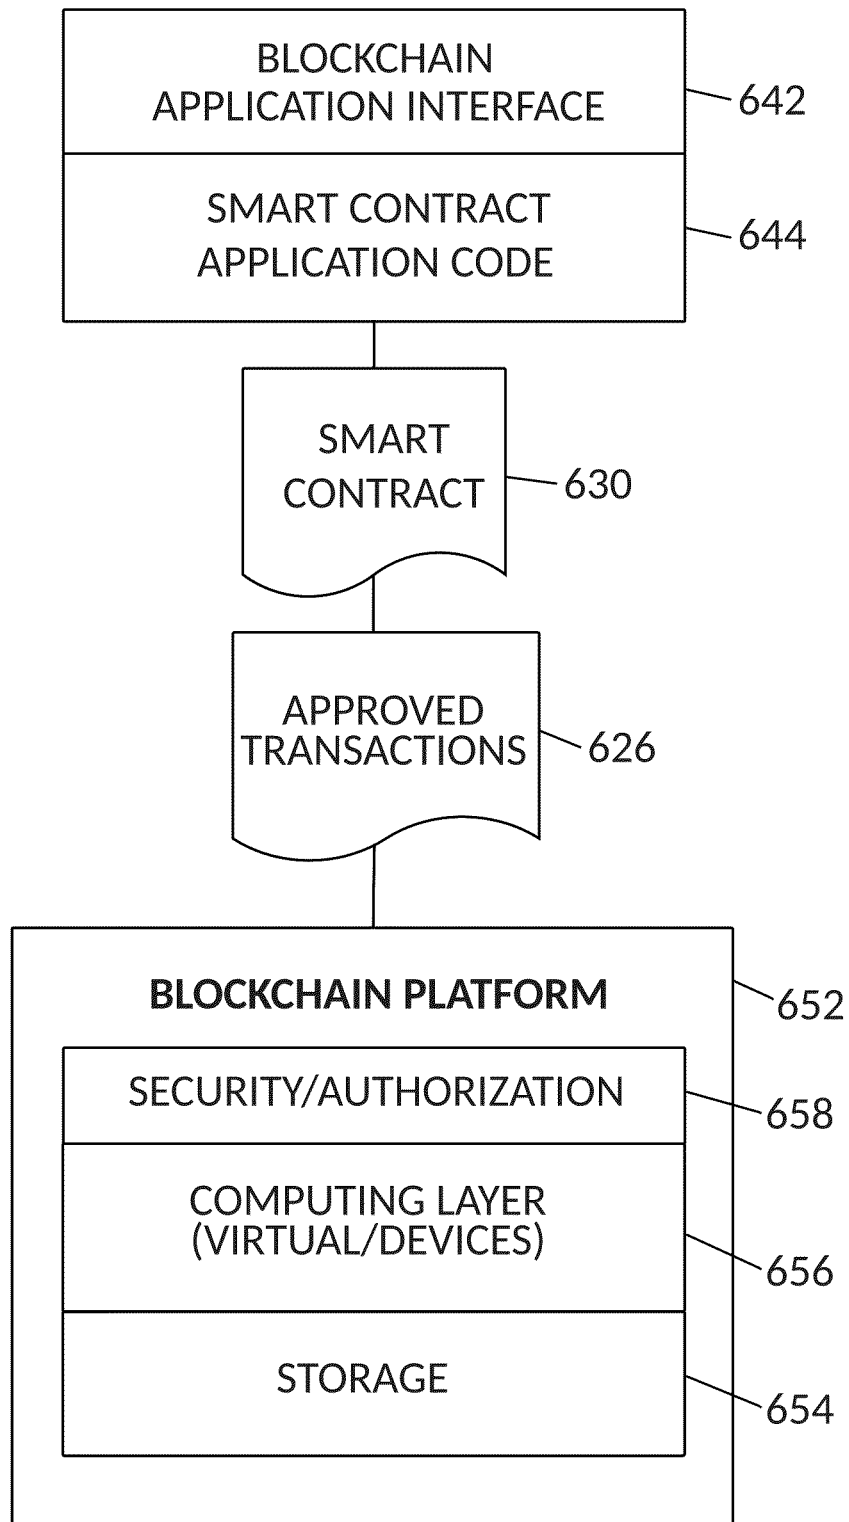 BLOCKCHAIN
APPLICATION INTERFACE
642
SMART CONTRACT
644
APPLICATION CODE
SMART
CONTRACT
630
APPROVED
TRANSACTIONS
626
BLOCKCHAIN PLATFORM
652
SECURITY/AUTHORIZATION
658
COMPUTING LAYER
(VIRTUAL/DEVICES)
656
STORAGE
654